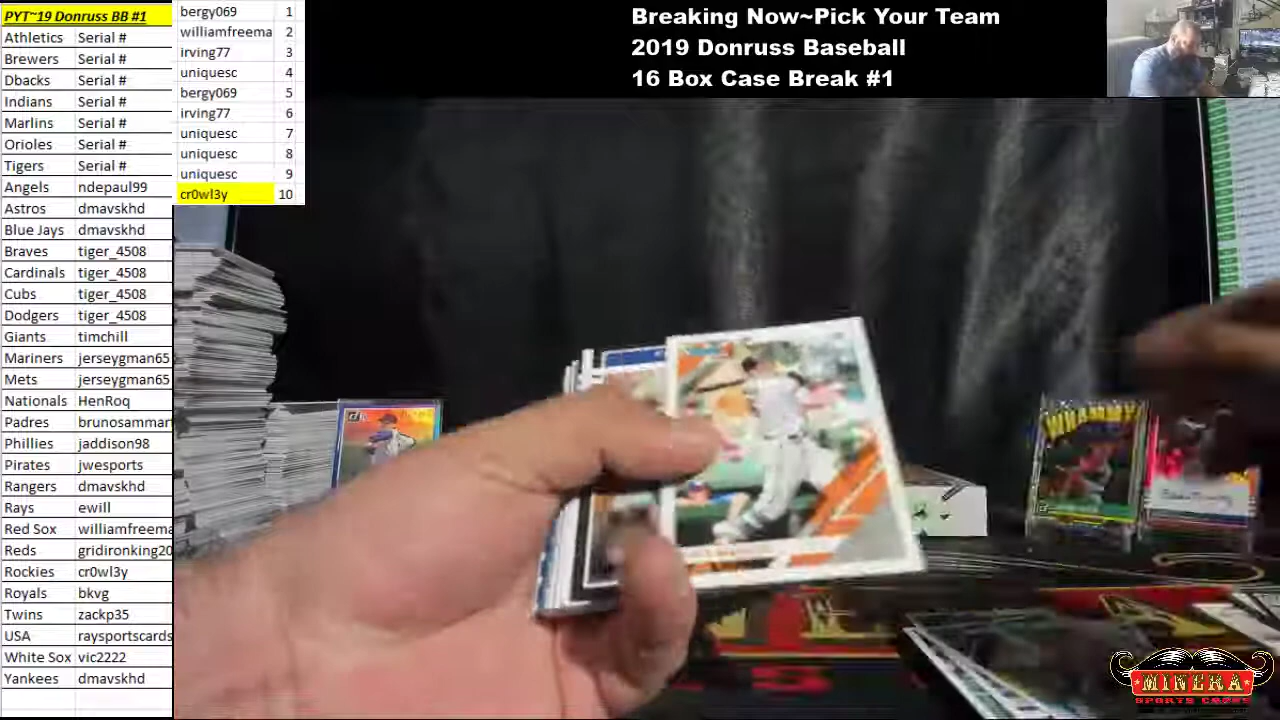 PYT~19 Donruss BB #1
Athletics Serial #
Brewers Serial #
Dbacks Serial #
Indians Serial #
Marlins Serial #
Orioles Serial #
Tigers Serial #
Angels ndepaul99
Astros dmavskhd
Blue Jays dmavskhd
Braves tiger_4508
Cardinals tiger_4508
Cubs tiger_4508
Dodgers tiger_4508
Giants timchill
Mariners jerseygman65
Mets jerseygman65
Nationals HenRoq
Padres brunosammar
Phillies jaddison98
Pirates jwesports
Rangers dmavskhd
Rays ewill
Red Sox williamfreema
Reds gridironking20
Rockies cr0wl3y
Royals bkvg
Twins zackp35
USA raysportscards
White Sox vic2222
Yankees dmavskhd
bergy069 1
williamfreema 2
irving77 3
uniquesc 4
bergy069 5
irving77 6
uniquesc 7
uniquesc 8
uniquesc 9
cr0wl3y 10
Breaking Now~Pick Your Team
2019 Donruss Baseball
16 Box Case Break #1
WHAMMY!
MINERA
SPORTS CARDS